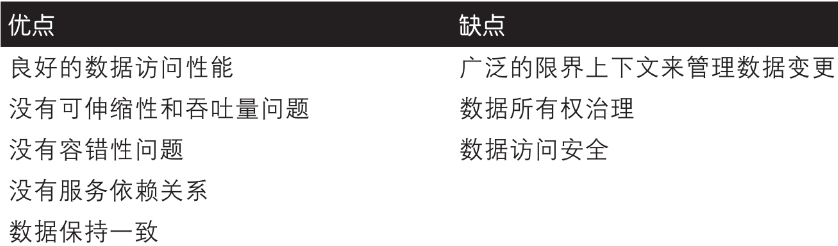 优点 缺点
良好的数据访问性能 广泛的限界上下文来管理数据变更
没有可伸缩性和吞吐量问题 数据所有权治理
没有容错性问题 数据访问安全
没有服务依赖关系
数据保持一致